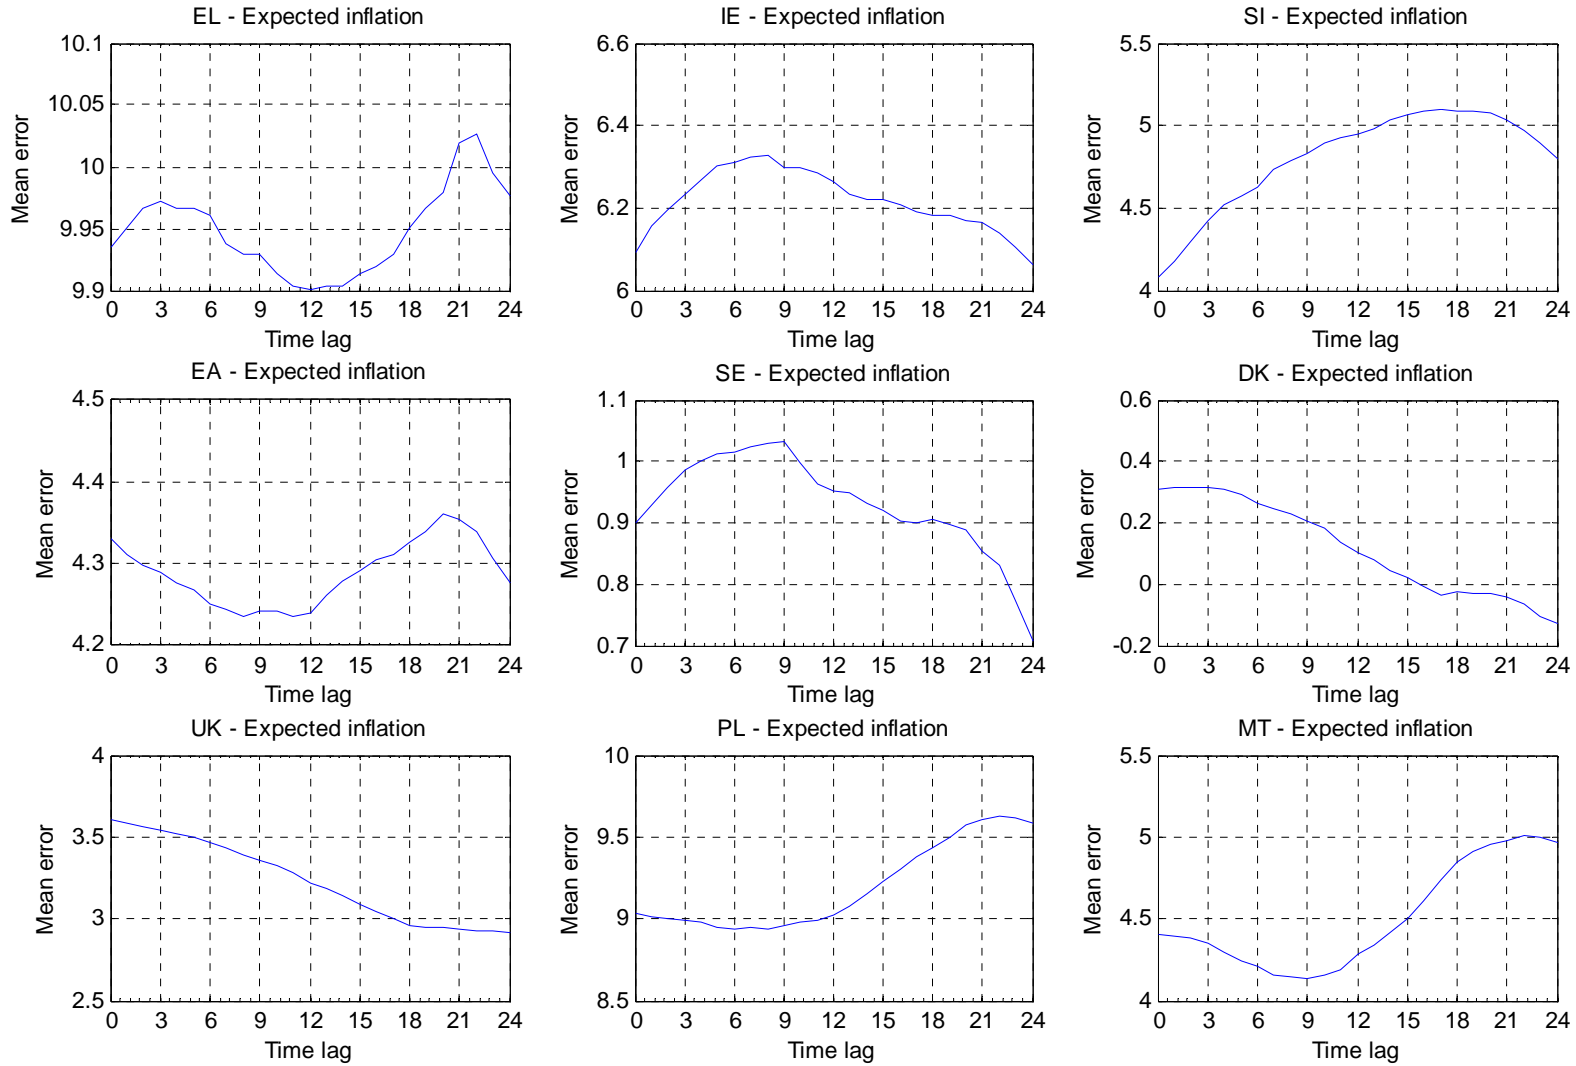 EL - Expected inflation
IE - Expected inflation
SI - Expected inflation
10.1
10.05
10
9.95
9.9
Mean error
0 3 6 9 12 15 18 21 24
Time lag
6.6
6.4
6.2
6
Mean error
0 3 6 9 12 15 18 21 24
Time lag
5.5
5
4.5
4
Mean error
0 3 6 9 12 15 18 21 24
Time lag
EA - Expected inflation
SE - Expected inflation
DK - Expected inflation
4.5
4.4
4.3
4.2
Mean error
0 3 6 9 12 15 18 21 24
Time lag
1.1
1
0.9
0.8
0.7
Mean error
0 3 6 9 12 15 18 21 24
Time lag
0.6
0.4
0.2
0
-0.2
Mean error
0 3 6 9 12 15 18 21 24
Time lag
UK - Expected inflation
PL - Expected inflation
MT - Expected inflation
4
3.5
3
2.5
Mean error
0 3 6 9 12 15 18 21 24
Time lag
10
9.5
9
8.5
Mean error
0 3 6 9 12 15 18 21 24
Time lag
5.5
5
4.5
4
Mean error
0 3 6 9 12 15 18 21 24
Time lag